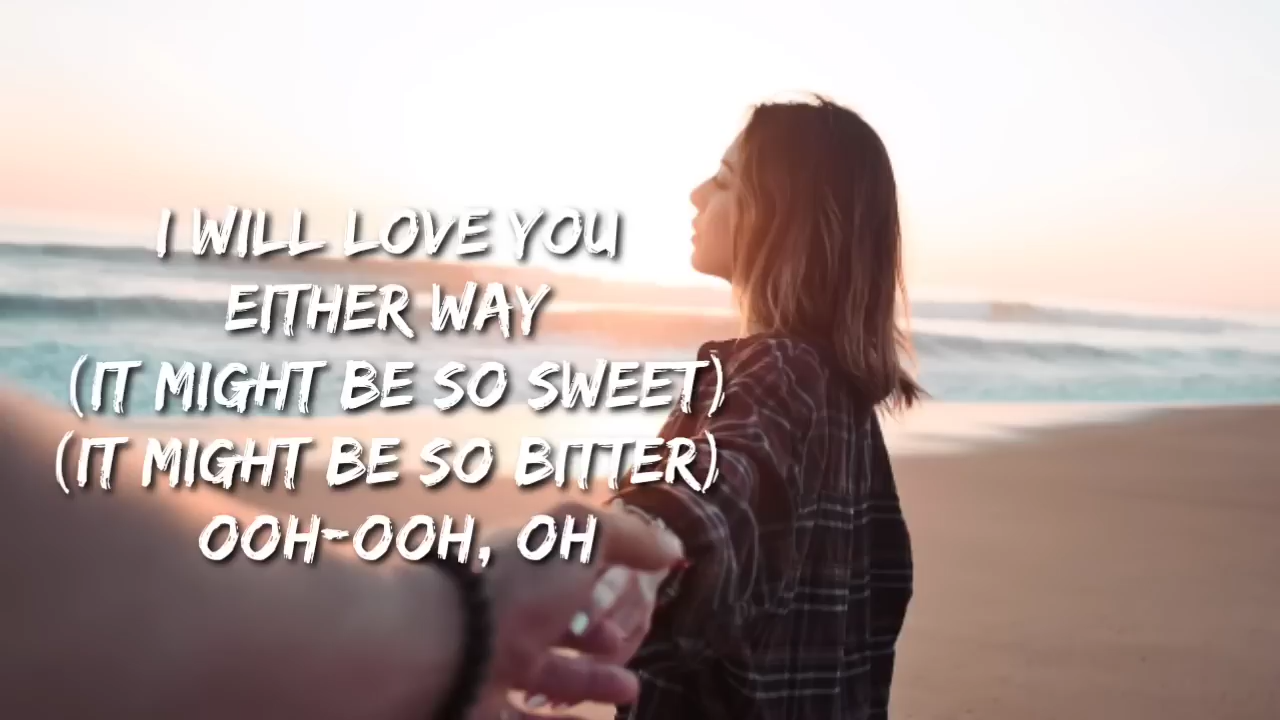 I WILL LOVE YOU
EITHER WAY
(IT MIGHT BE SO SWEET)
(IT MIGHT BE SO BITTER)
OOH-OOH, OH